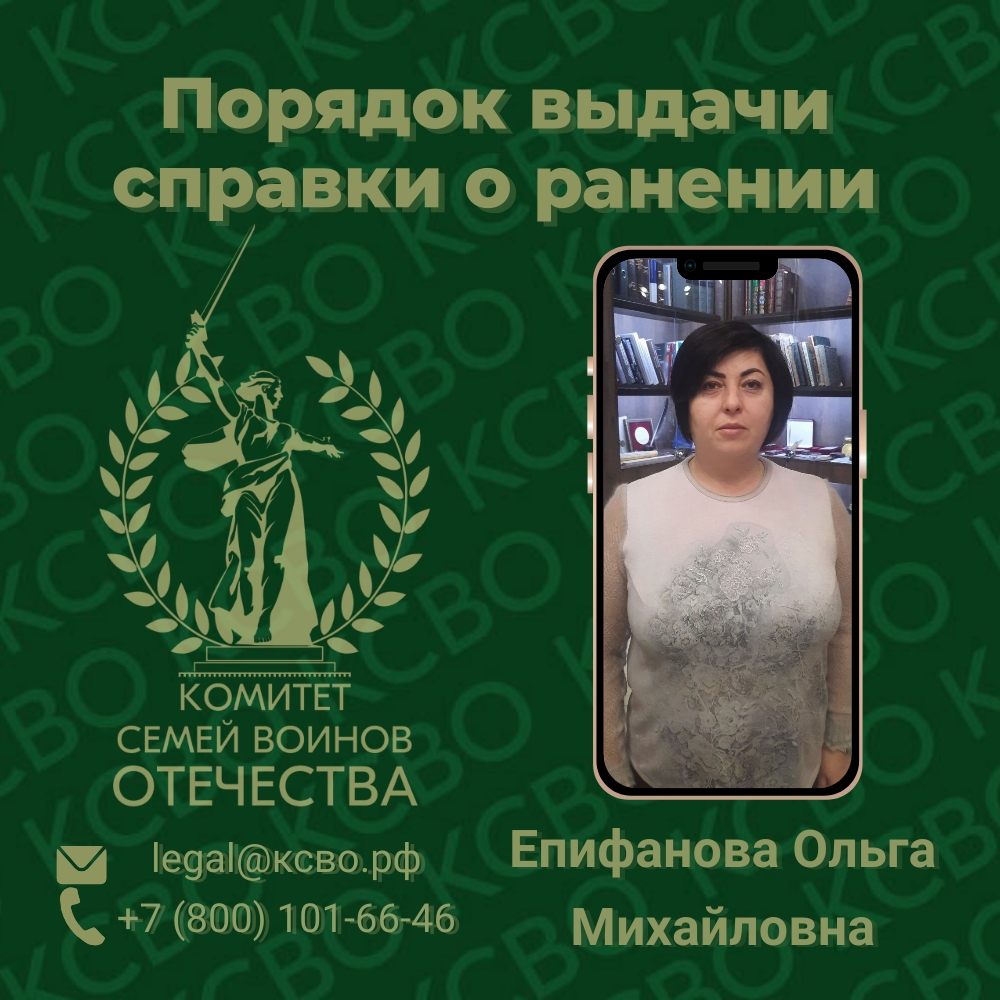 Порядок выдачи
справки о ранении
КОМИТЕТ
СЕМЕЙ ВОИНОВ
ОТЕЧЕСТВА
legal@ксво.рф
+7 (800) 101-66-46
Епифанова Ольга
Михайловна
КСВО